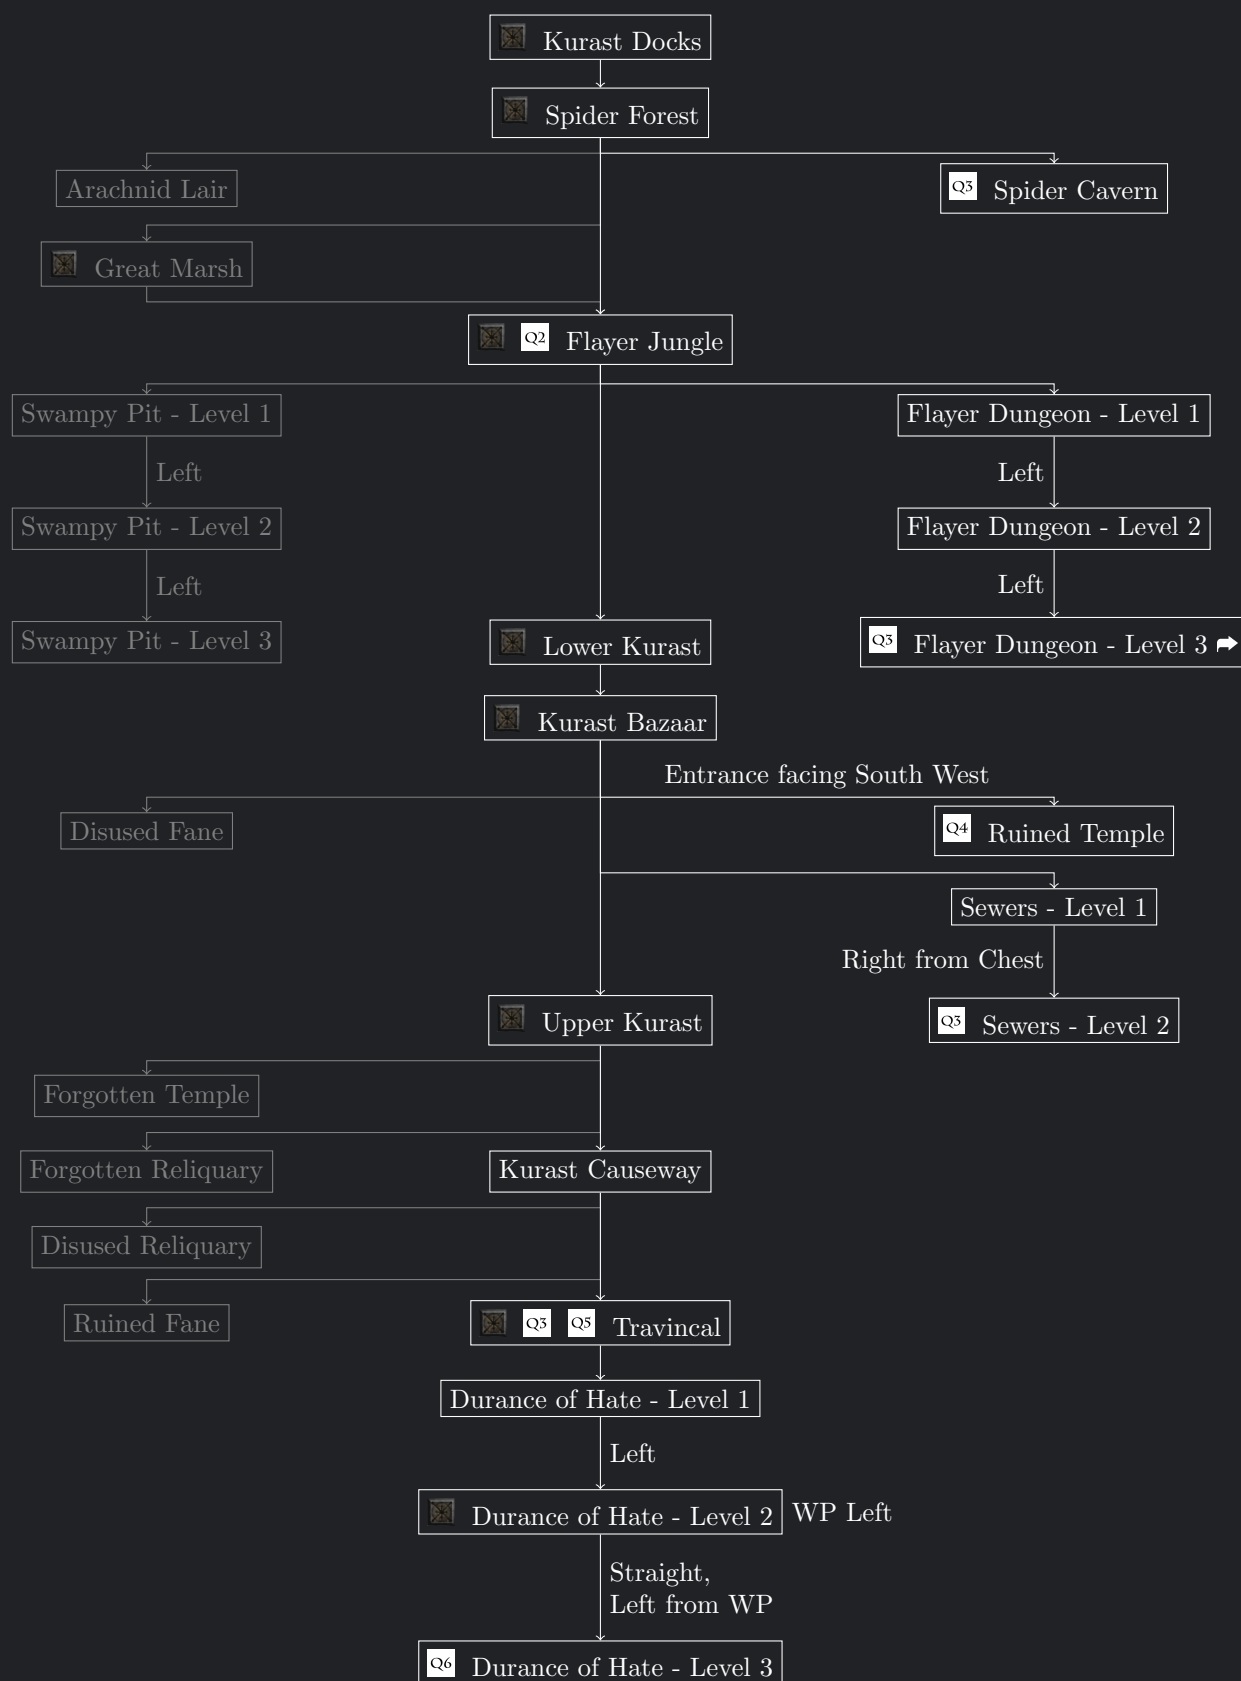 Kurast Docks
Spider Forest
Arachnid Lair
Q3 Spider Cavern
Great Marsh
Q2 Flayer Jungle
Swampy Pit - Level 1
Flayer Dungeon - Level 1
Left
Left
Swampy Pit - Level 2
Flayer Dungeon - Level 2
Left
Left
Swampy Pit - Level 3
Lower Kurast
Q3 Flayer Dungeon - Level 3
Kurast Bazaar
Entrance facing South West
Disused Fane
Q4 Ruined Temple
Sewers - Level 1
Right from Chest
Upper Kurast
Q3 Sewers - Level 2
Forgotten Temple
Forgotten Reliquary
Kurast Causeway
Disused Reliquary
Ruined Fane
Q3 Q5 Travincal
Durance of Hate - Level 1
Left
Durance of Hate - Level 2
WP Left
Straight,
Left from WP
Q6 Durance of Hate - Level 3